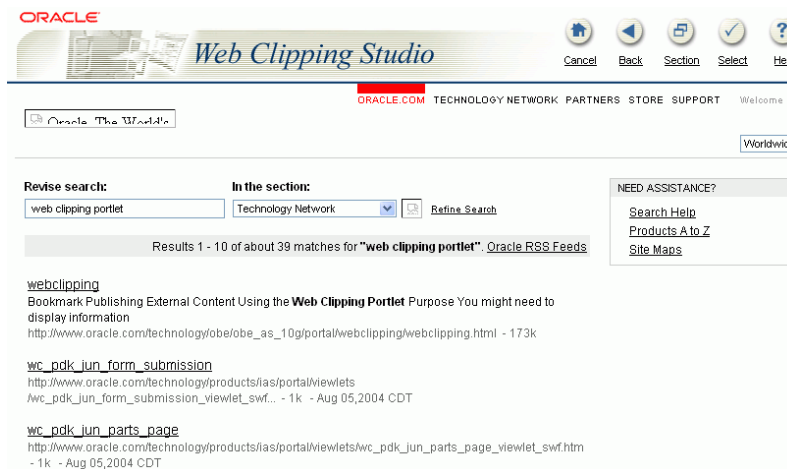 ORACLE
Web Clipping Studio
Cancel Back Section Select
ORACLE.COM TECHNOLOGY NETWORK PARTNERS STORE SUPPORT Welcome
Oracle, The World's
Revise search: In the section: NEED ASSISTANCE?
web clipping portlet Technology Network Refine Search
Search Help
Products A to Z
Site Maps
Results 1 - 10 of about 39 matches for "web clipping portlet". Oracle RSS Feeds
webclipping
Bookmark Publishing External Content Using the Web Clipping Portlet Purpose You might need to
display information
http://www.oracle.com/technology/obe/obe_as_10g/portal/webclipping/webclipping.html - 173k
wc_pdk_jun_form_submission
http://www.oracle.com/technology/products/ias/portal/viewlets
/wc_pdk_jun_form_submission_viewlet_swf... - 1k - Aug 05,2004 CDT
wc_pdk_jun_parts_page
http://www.oracle.com/technology/products/ias/portal/viewlets/wc_pdk_jun_parts_page_viewlet_swf.htm
- 1k - Aug 05,2004 CDT